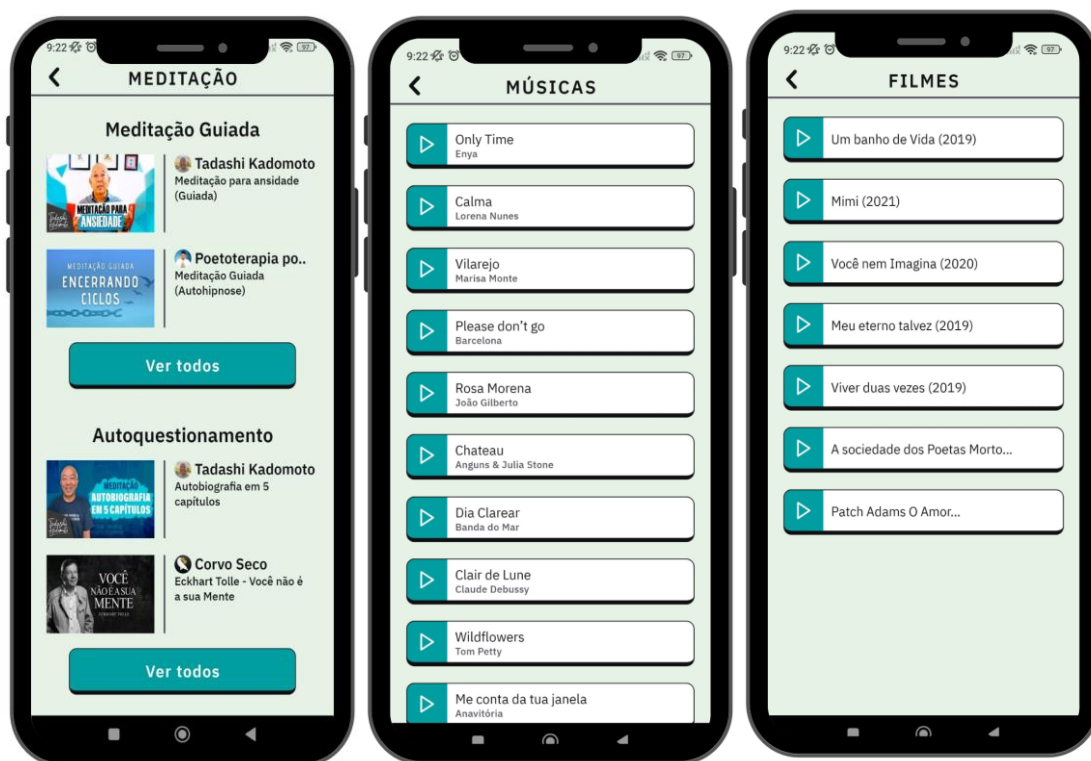 9:22
97
MEDITAÇÃO
Meditação Guiada
MEDITAÇÃO PARA
ANSIEDADE
Tadashi Kadomoto
Meditação para ansidade
(Guiada)
MEDITAÇÃO GUIADA
ENCERRANDO
CICLOS
Poetoterapia po..
Meditação Guiada
(Autohipnose)
Ver todos
Autoquestionamento
MEDITAÇÃO
AUTOBIOGRAFIA
EM 5 CAPÍTULOS
Tadashi Kadomoto
Autobiografia em 5
capítulos
VOCÊ
NÃO É A SUA
MENTE
Corvo Seco
Eckhart Tolle - Você não é
a sua Mente
Ver todos
9:22
97
MÚSICAS
Only Time
Enya
Calma
Lorena Nunes
Vilarejo
Marisa Monte
Please don't go
Barcelona
Rosa Morena
João Gilberto
Chateau
Anguns & Julia Stone
Dia Clarear
Banda do Mar
Clair de Lune
Claude Debussy
Wildflowers
Tom Petty
Me conta da tua janela
Anavitória
9:22
97
FILMES
Um banho de Vida (2019)
Mimi (2021)
Você nem Imagina (2020)
Meu eterno talvez (2019)
Viver duas vezes (2019)
A sociedade dos Poetas Morto...
Patch Adams O Amor...